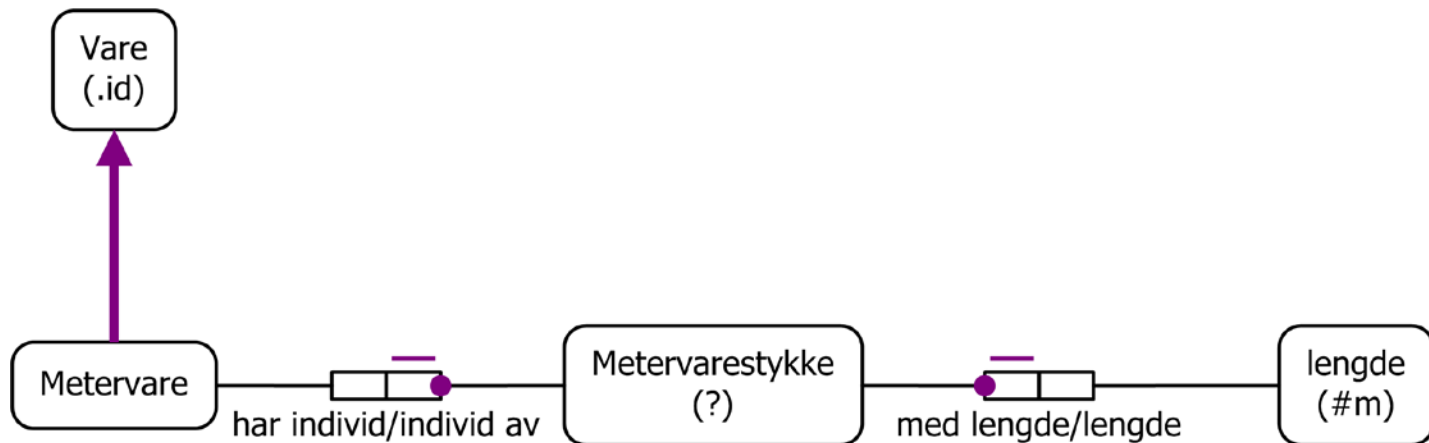 Vare
(.id)
Metervare
har individ/individ av
Metervarestykke
(?)
med lengde/lengde
lengde
(#m)